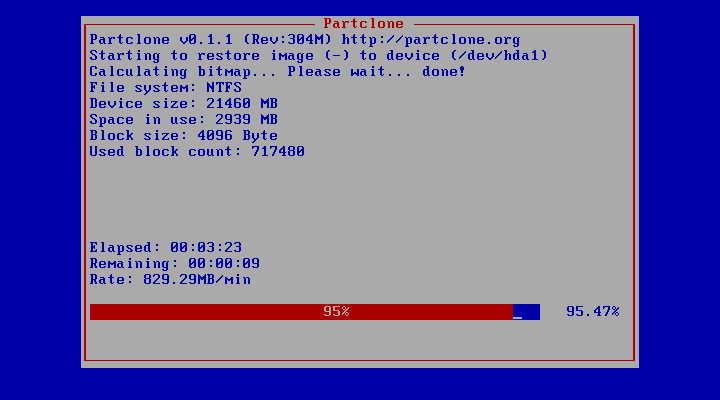 Partclone
Partclone v0.1.1 (Rev:304M) http://partclone.org
Starting to restore image (-) to device (/dev/hda1)
Calculating bitmap... Please wait... done!
File system: NTFS
Device size: 21460 MB
Space in use: 2939 MB
Block size: 4096 Byte
Used block count: 717480
Elapsed: 00:03:23
Remaining: 00:00:09
Rate: 829.29MB/min
95% 95.47%